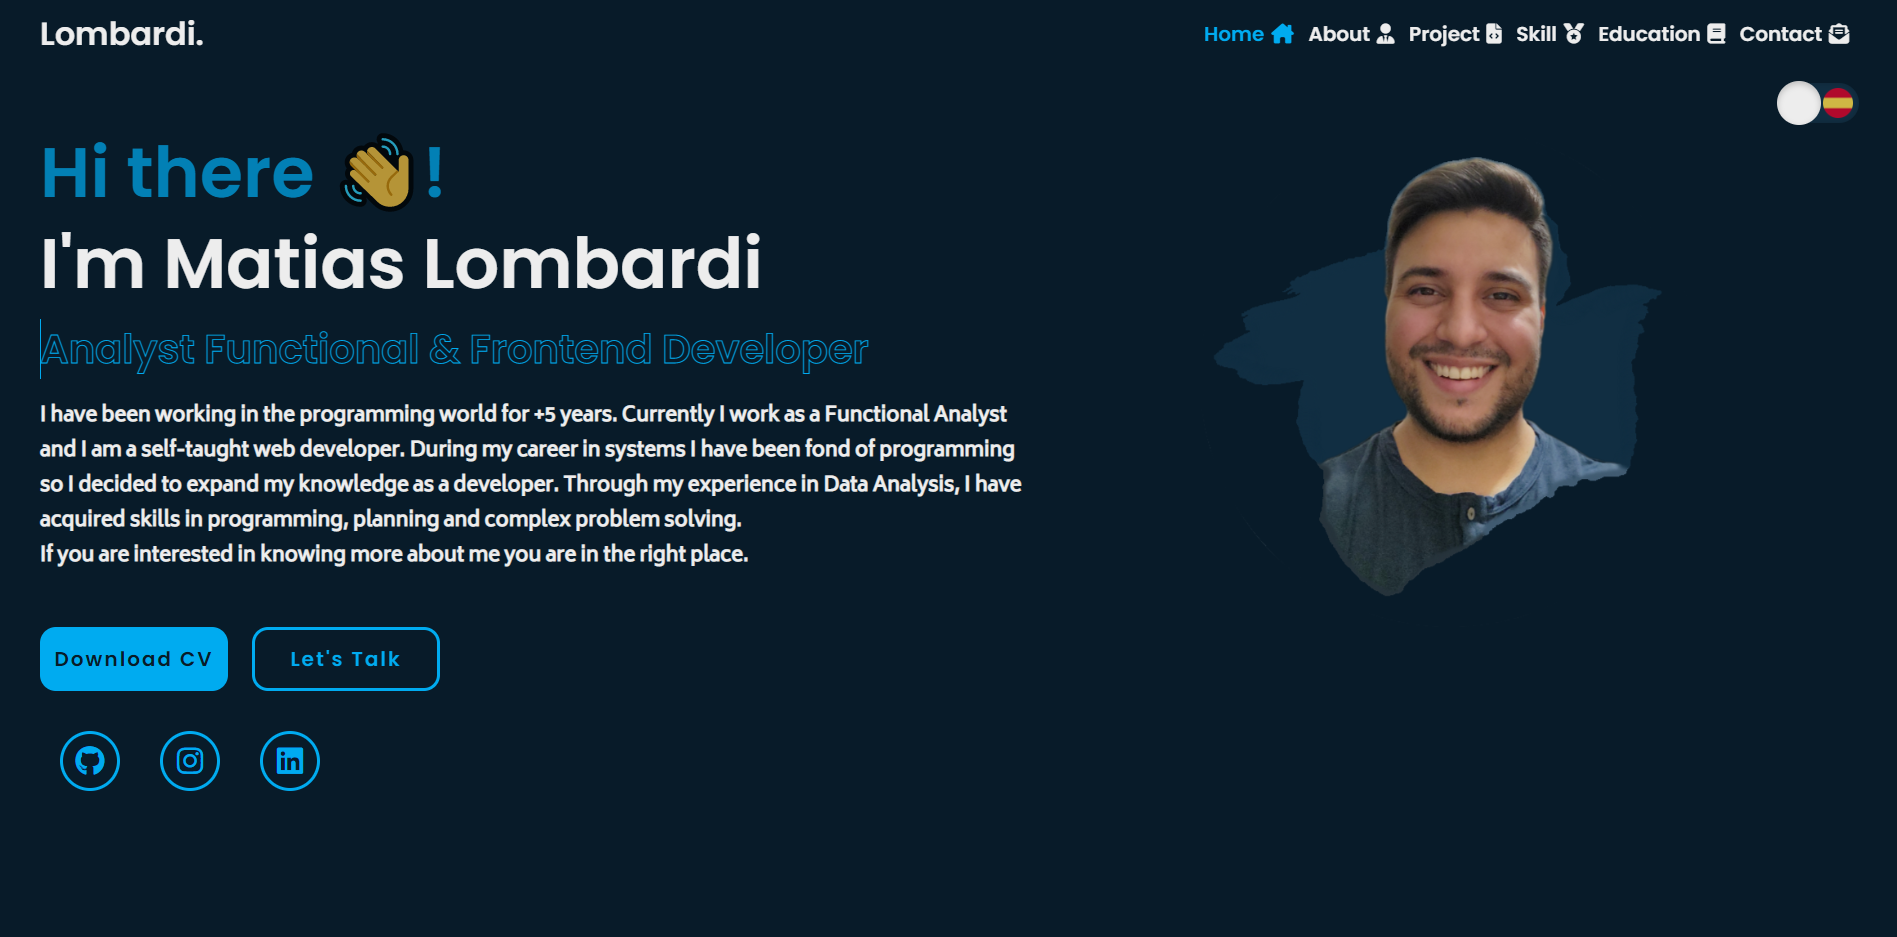 Lombardi.
Home About Project Skill Education Contact
Hi there 👋!
I'm Matias Lombardi
Analyst Functional & Frontend Developer
I have been working in the programming world for +5 years. Currently I work as a Functional Analyst
and I am a self-taught web developer. During my career in systems I have been fond of programming
so I decided to expand my knowledge as a developer. Through my experience in Data Analysis, I have
acquired skills in programming, planning and complex problem solving.
If you are interested in knowing more about me you are in the right place.
Download CV
Let's Talk